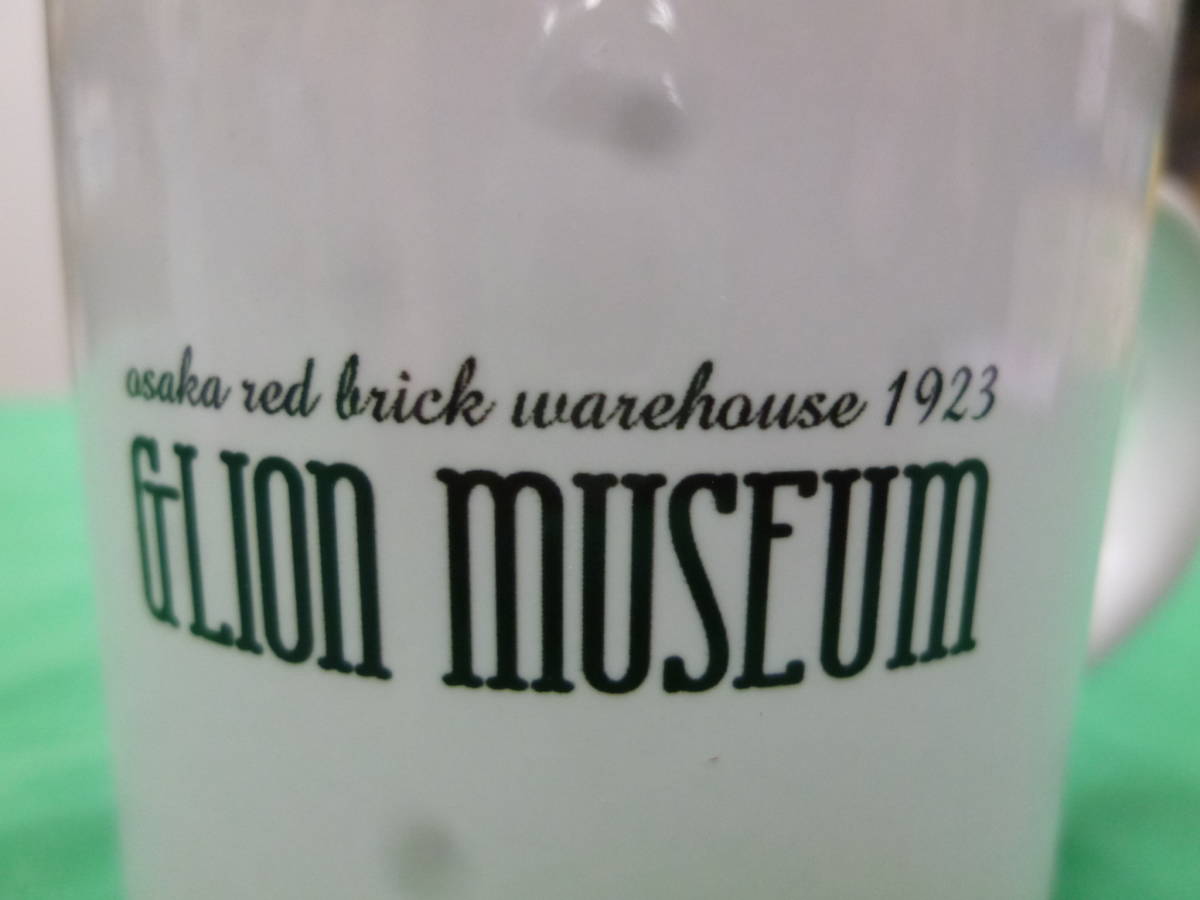 osaka red brick warehouse 1923
GLION MUSEUM